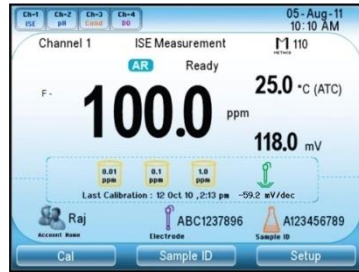 Ch-1 ISE Ch-2 pH Ch-3 Cond Ch-4 DO
05-Aug-11
10:10 AM
Channel 1 ISE Measurement M 110
METHOD
AR Ready
F- 100.0 ppm 25.0 °C (ATC)
118.0 mV
0.01 ppm 0.1 ppm 1.0 ppm
Last Calibration : 12 Oct 10 ,2:13 pm -59.2 mV/dec
Raj ABC1237896 A123456789
Account Name Electrode Sample ID
Cal Sample ID Setup